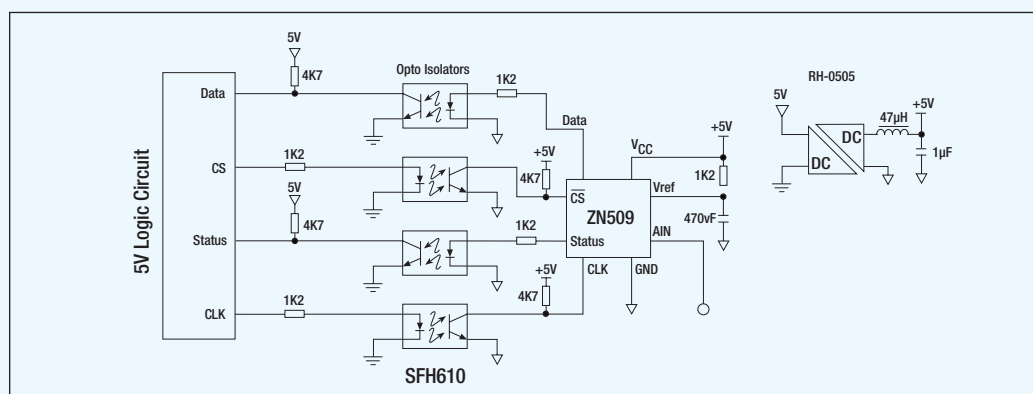 5V
4K7
Opto Isolators
1K2
RH-0505
Data
Data
5V
+5V
47µH
+5V
DC
DC
1µF
VCC
1K2
CS
1K2
+5V
4K7
CS
Vref
5V
4K7
ZN509
470vF
5V Logic Circuit
Status
1K2
Status
AIN
CLK
GND
+5V
4K7
CLK
1K2
SFH610